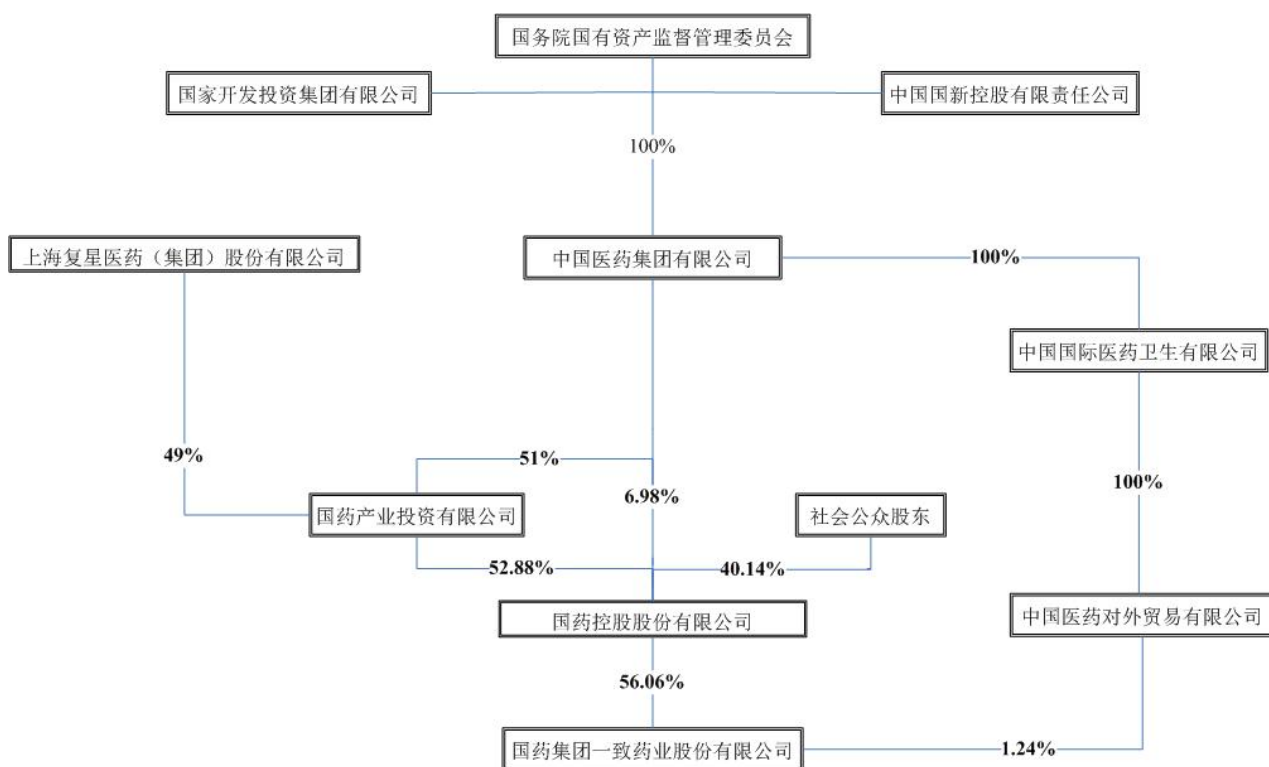 国务院国有资产监督管理委员会
国家开发投资集团有限公司
中国国新控股有限责任公司
100%
上海复星医药（集团）股份有限公司
中国医药集团有限公司
100%
中国国际医药卫生有限公司
49%
51%
6.98%
100%
国药产业投资有限公司
社会公众股东
52.88%
40.14%
国药控股股份有限公司
中国医药对外贸易有限公司
56.06%
国药集团一致药业股份有限公司
1.24%